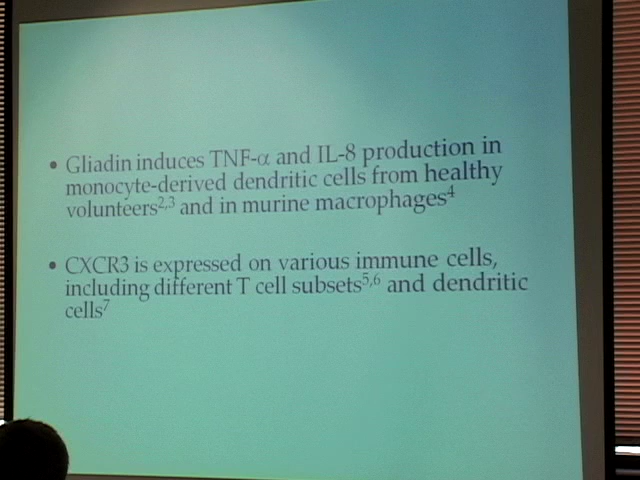 • Gliadin induces TNF-α and IL-8 production in
monocyte-derived dendritic cells from healthy
volunteers2,3 and in murine macrophages4
• CXCR3 is expressed on various immune cells,
including different T cell subsets5,6 and dendritic
cells7